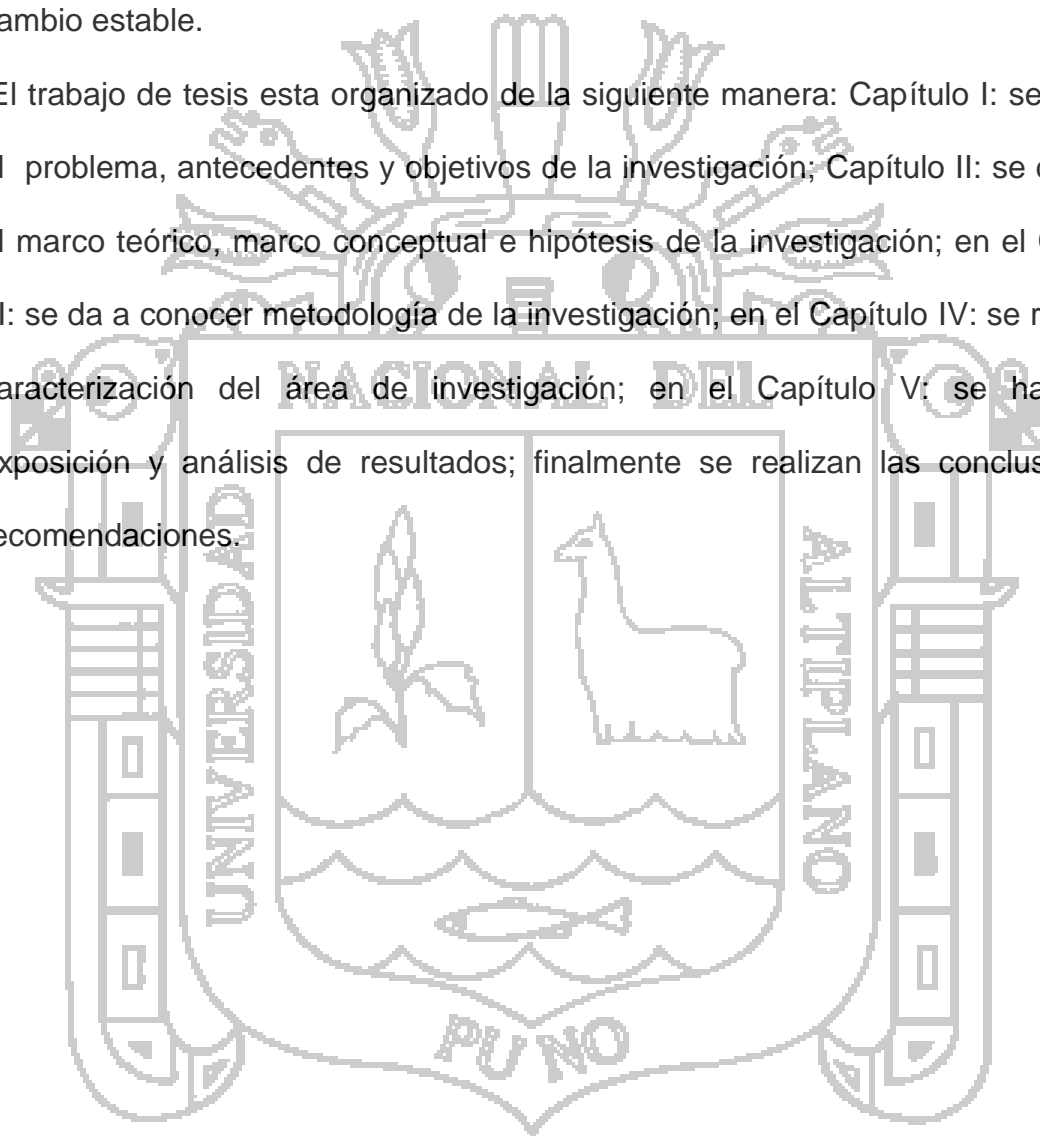 ambio estable.
El trabajo de tesis esta organizado de la siguiente manera: Capítulo I: se
problema, antecedentes y objetivos de la investigación; Capítulo II: se
marco teórico, marco conceptual e hipótesis de la investigación; en el
I: se da a conocer metodología de la investigación; en el Capítulo IV: se
aracterización del área de investigación; en el Capítulo V: se ha
xposición y análisis de resultados; finalmente se realizan las conclus
ecomendaciones.
NACIONAL DEL
UNIVERSIDAD
ALTIPLANO
PUNO